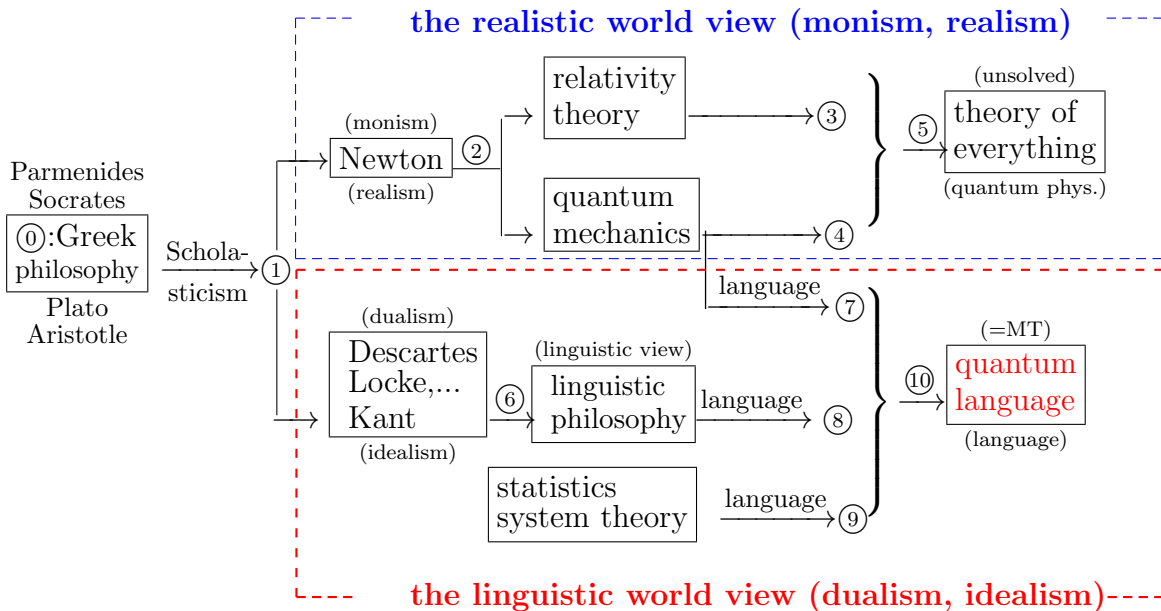 the realistic world view (monism, realism)
relativity
theory
③
(unsolved)
⑤
theory of
everything
(quantum phys.)
(monism)
Newton
(realism)
②
quantum
mechanics
④
Parmenides
Socrates
⓪:Greek
philosophy
Plato
Aristotle
Schola-
sticism
①
language
⑦
(dualism)
Descartes
Locke,...
Kant
(idealism)
⑥
(linguistic view)
linguistic
philosophy
language
⑧
statistics
system theory
language
⑨
⑩
(=MT)
quantum
language
(language)
the linguistic world view (dualism, idealism)